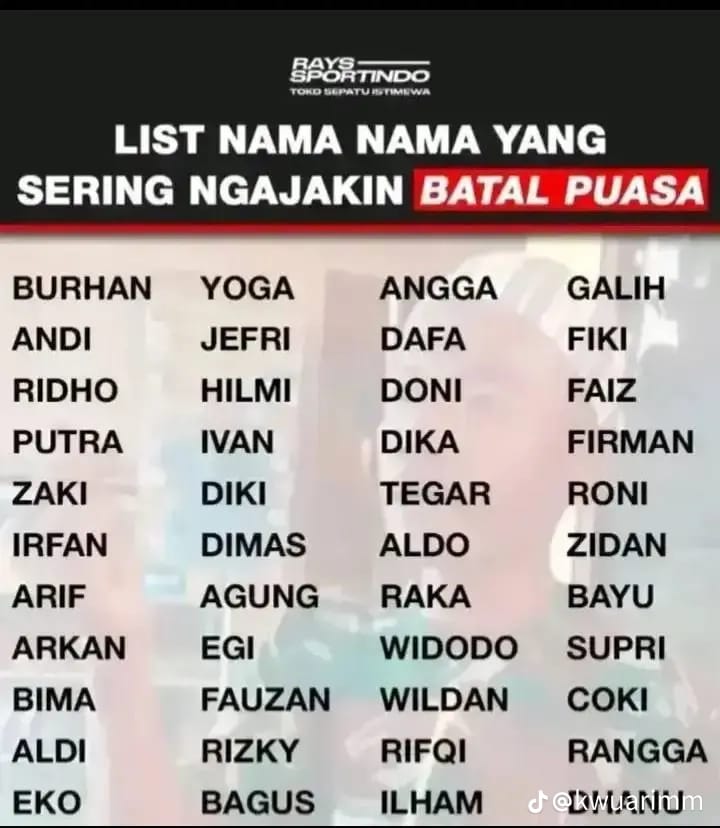 RAYS
SPORTINDO
TOKO SEPATU ISTIMEWA
LIST NAMA NAMA YANG
SERING NGAJAKIN BATAL PUASA
BURHAN YOGA ANGGA GALIH
ANDI JEFRI DAFA FIKI
RIDHO HILMI DONI FAIZ
PUTRA IVAN DIKA FIRMAN
ZAKI DIKI TEGAR RONI
IRFAN DIMAS ALDO ZIDAN
ARIF AGUNG RAKA BAYU
ARKAN EGI WIDODO SUPRI
BIMA FAUZAN WILDAN COKI
ALDI RIZKY RIFQI RANGGA
EKO BAGUS ILHAM
@kwuarimm